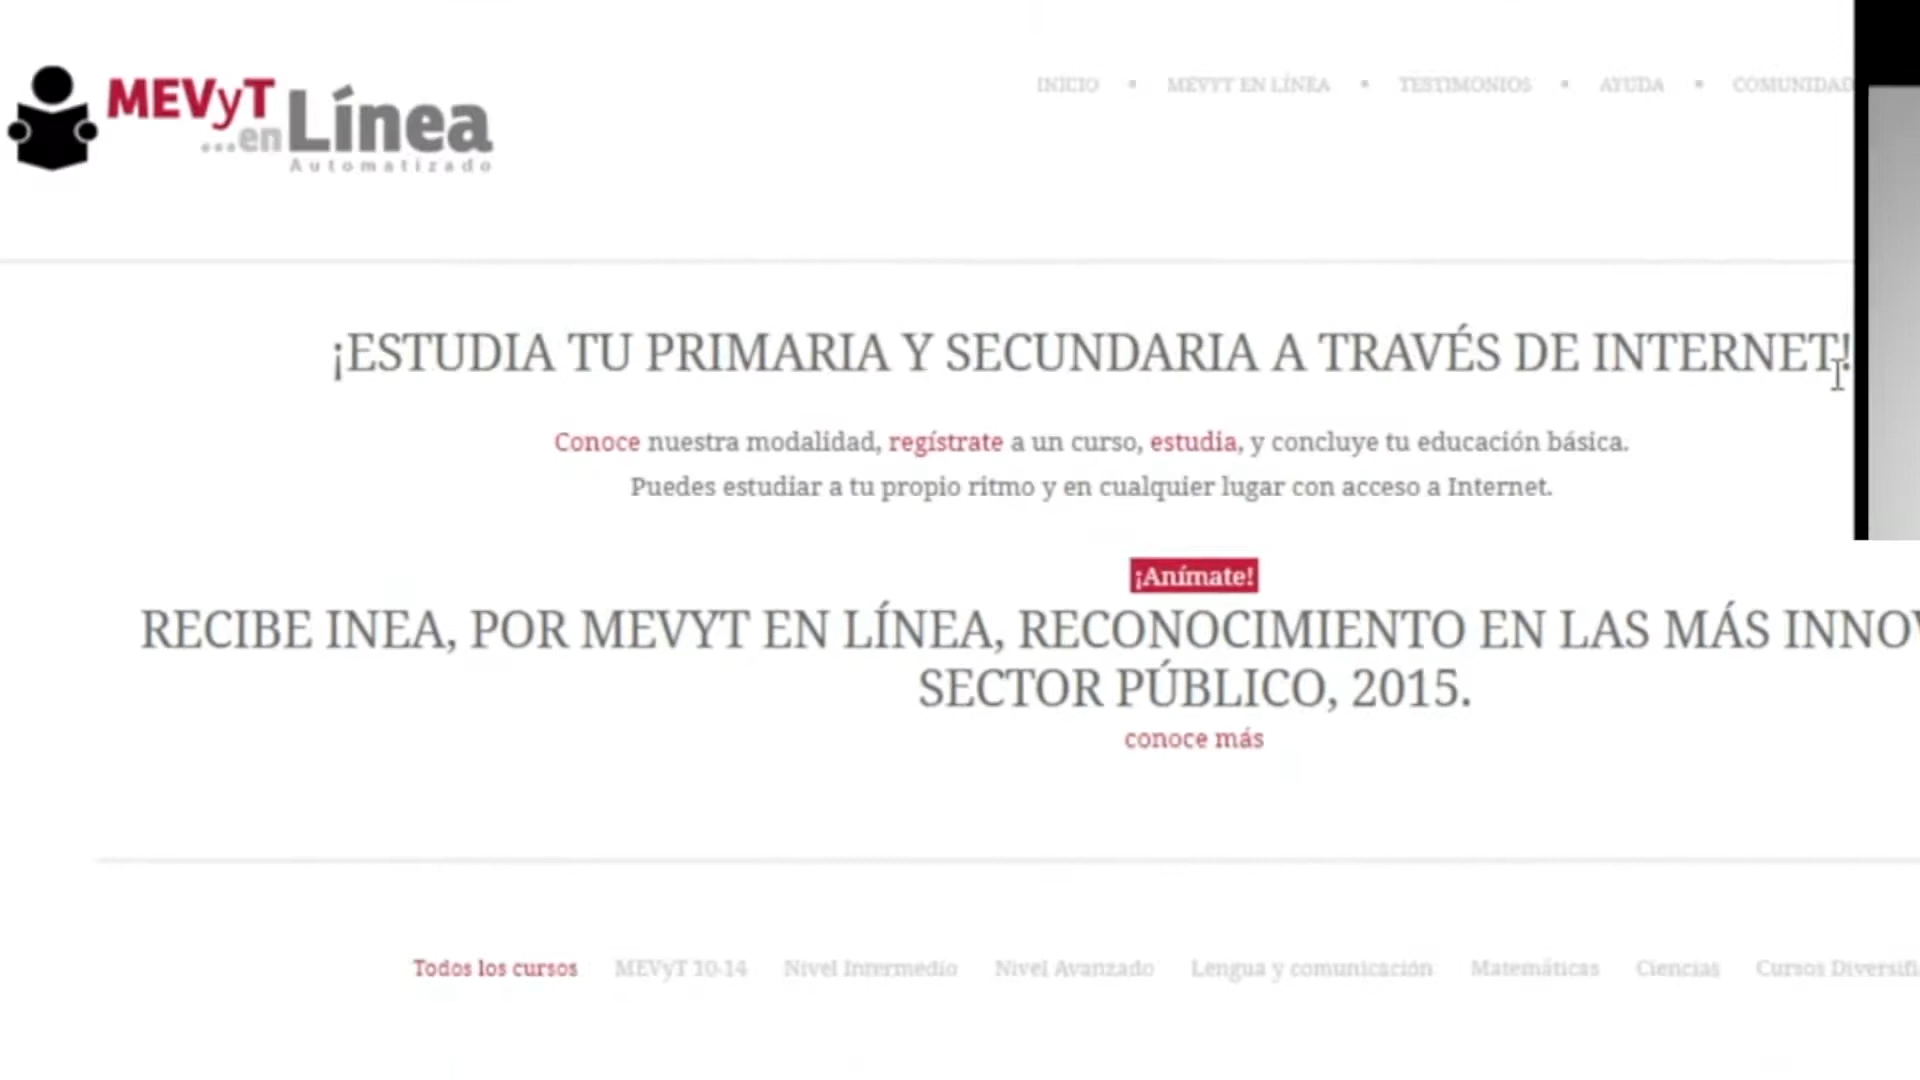 MEVyT
...en Línea
Automatizado
INICIO • MEVYT EN LÍNEA • TESTIMONIOS • AYUDA • COMUNIDAD
¡ESTUDIA TU PRIMARIA Y SECUNDARIA A TRAVÉS DE INTERNET!
Conoce nuestra modalidad, regístrate a un curso, estudia, y concluye tu educación básica.
Puedes estudiar a tu propio ritmo y en cualquier lugar con acceso a Internet.
¡Anímate!
RECIBE INEA, POR MEVYT EN LÍNEA, RECONOCIMIENTO EN LAS MÁS
SECTOR PÚBLICO, 2015.
conoce más
Todos los cursos MEVyT 10-14 Nivel Intermedio Nivel Avanzado Lengua y comunicación Matemáticas Ciencias Cursos